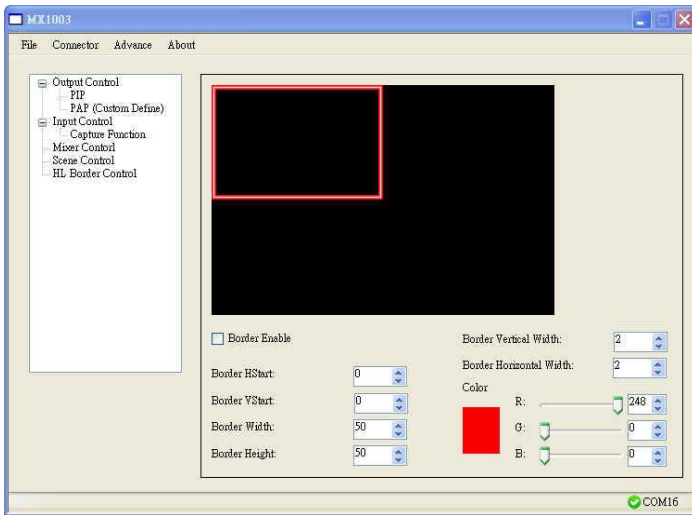 MX1003
File Connector Advance About
Output Control
PIP
PAP (Custom Define)
Input Control
Capture Function
Mixer Contorl
Scene Control
HL Border Control
Border Enable
Border HStart: 0
Border VStart: 0
Border Width: 50
Border Height: 50
Border Vertical Width: 2
Border Horizontal Width: 2
Color
R: 248
G: 0
B: 0
COM16